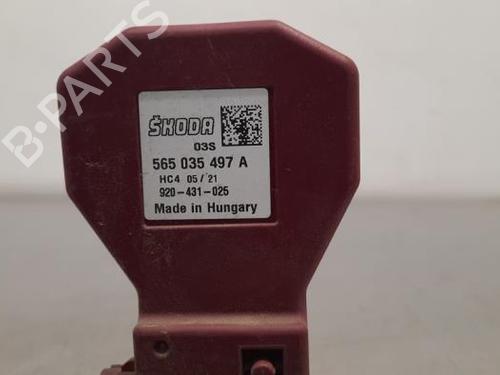 ŠKODA
03S
565 035 497 A
HC4 05/21
920-431-025
Made in Hungary
B-PARTS